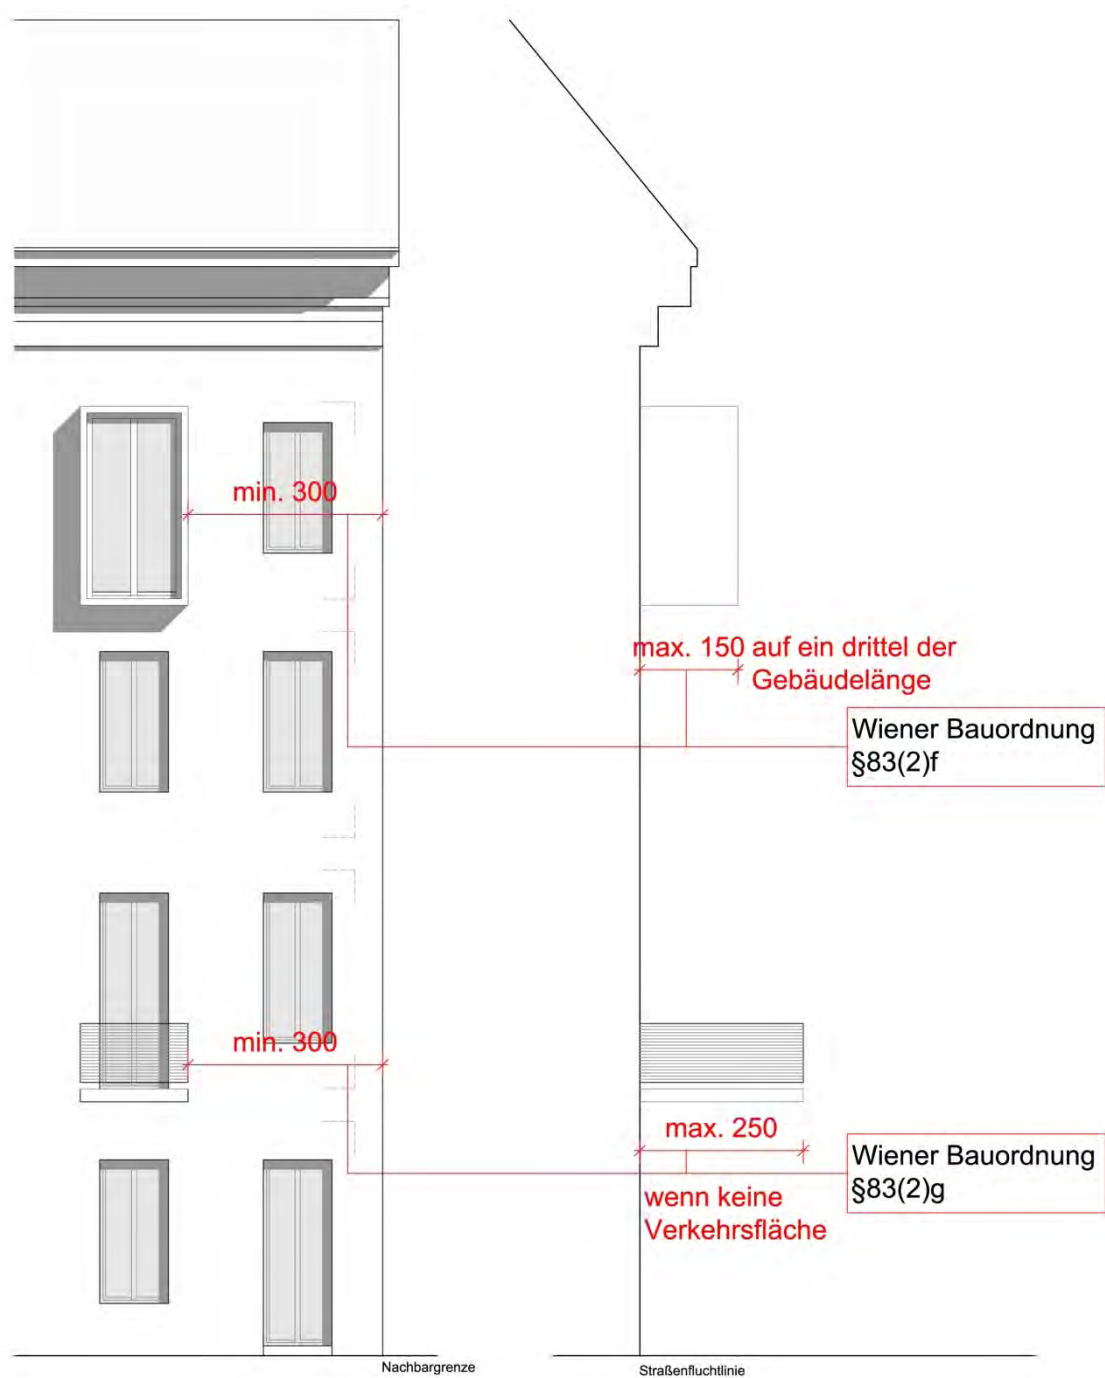 min. 300
max. 150 auf ein drittel der
Gebäudelänge
Wiener Bauordnung
§83(2)f
min. 300
max. 250
Wiener Bauordnung
§83(2)g
wenn keine
Verkehrsfläche
Nachbargrenze
Straßenfluchtlinie